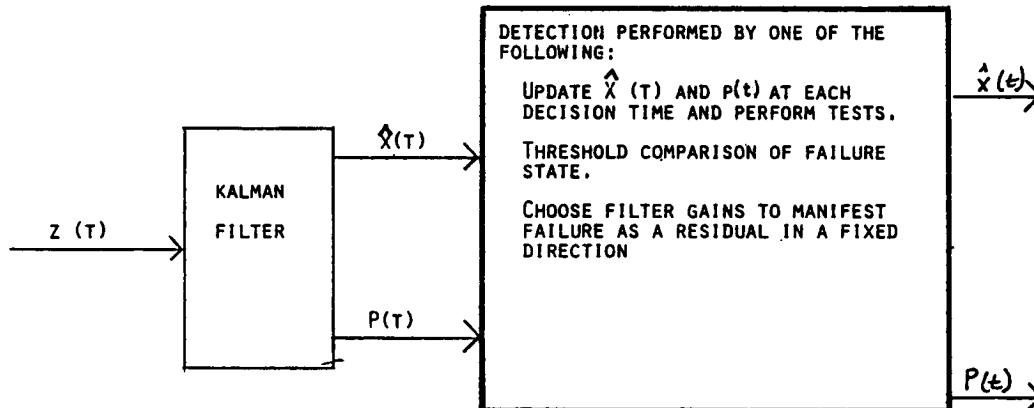 DETECTION PERFORMED BY ONE OF THE
FOLLOWING:
UPDATE X̂ (T) AND P(t) AT EACH
DECISION TIME AND PERFORM TESTS.
THRESHOLD COMPARISON OF FAILURE
STATE.
CHOOSE FILTER GAINS TO MANIFEST
FAILURE AS A RESIDUAL IN A FIXED
DIRECTION
x̂(t)
X̂(T)
KALMAN
FILTER
Z (T)
P(T)
P(t)